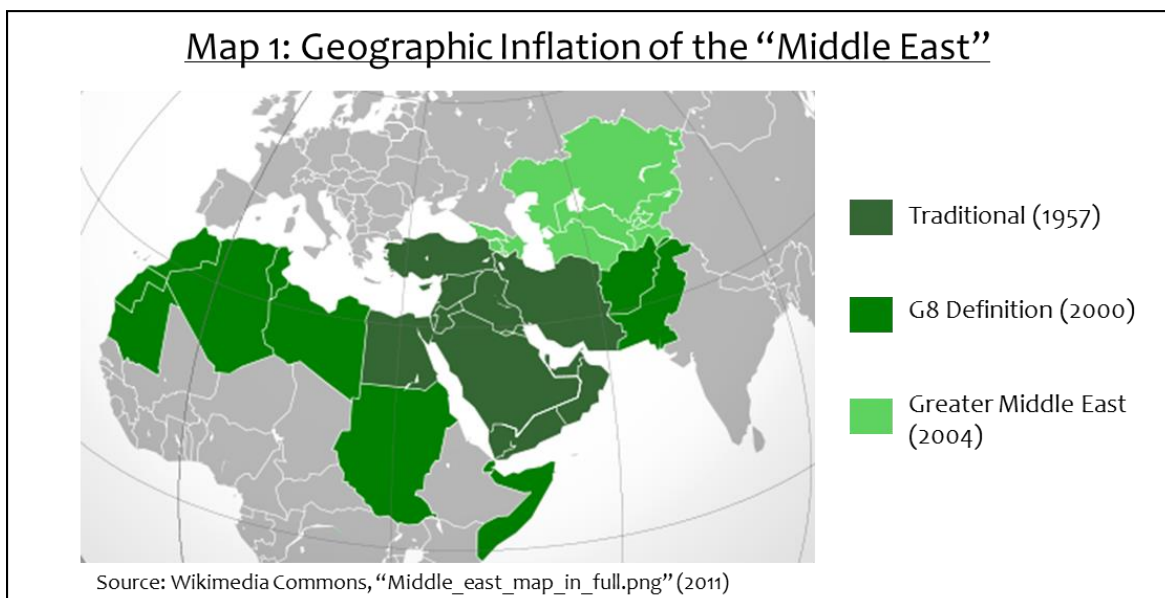 Map 1: Geographic Inflation of the “Middle East”
Traditional (1957)
G8 Definition (2000)
Greater Middle East
(2004)
Source: Wikimedia Commons, “Middle_east_map_in_full.png” (2011)